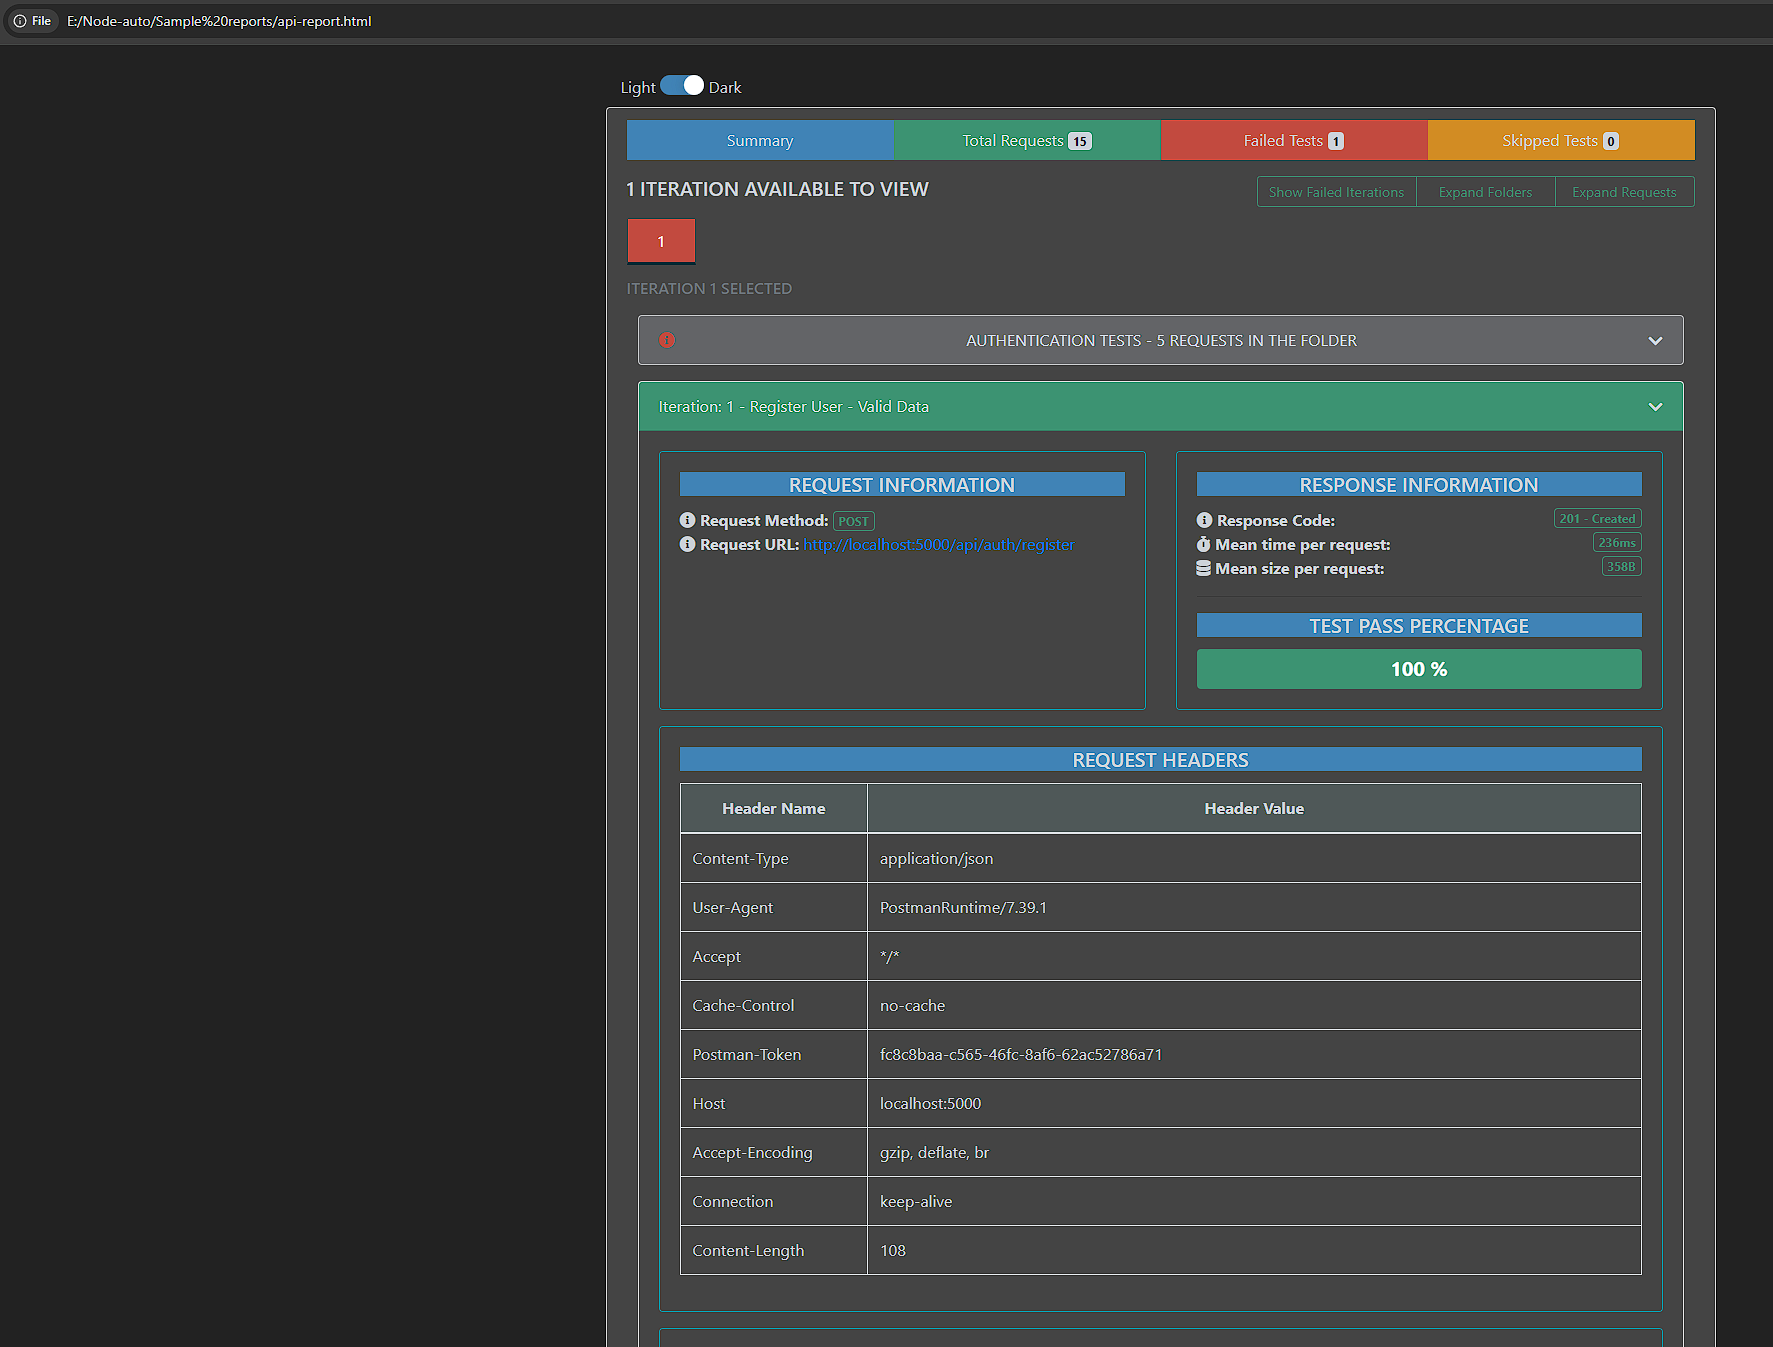 File E:/Node-auto/Sample%20reports/api-report.html
Light Dark
Summary Total Requests 15 Failed Tests 1 Skipped Tests 0
1 ITERATION AVAILABLE TO VIEW
Show Failed Iterations Expand Folders Expand Requests
1
ITERATION 1 SELECTED
AUTHENTICATION TESTS - 5 REQUESTS IN THE FOLDER
Iteration: 1 - Register User - Valid Data
REQUEST INFORMATION
Request Method: POST
Request URL: http://localhost:5000/api/auth/register
RESPONSE INFORMATION
Response Code: 201 - Created
Mean time per request: 236ms
Mean size per request: 358B
TEST PASS PERCENTAGE
100 %
REQUEST HEADERS
Header Name Header Value
Content-Type application/json
User-Agent PostmanRuntime/7.39.1
Accept */*
Cache-Control no-cache
Postman-Token fc8c8baa-c565-46fc-8af6-62ac52786a71
Host localhost:5000
Accept-Encoding gzip, deflate, br
Connection keep-alive
Content-Length 108